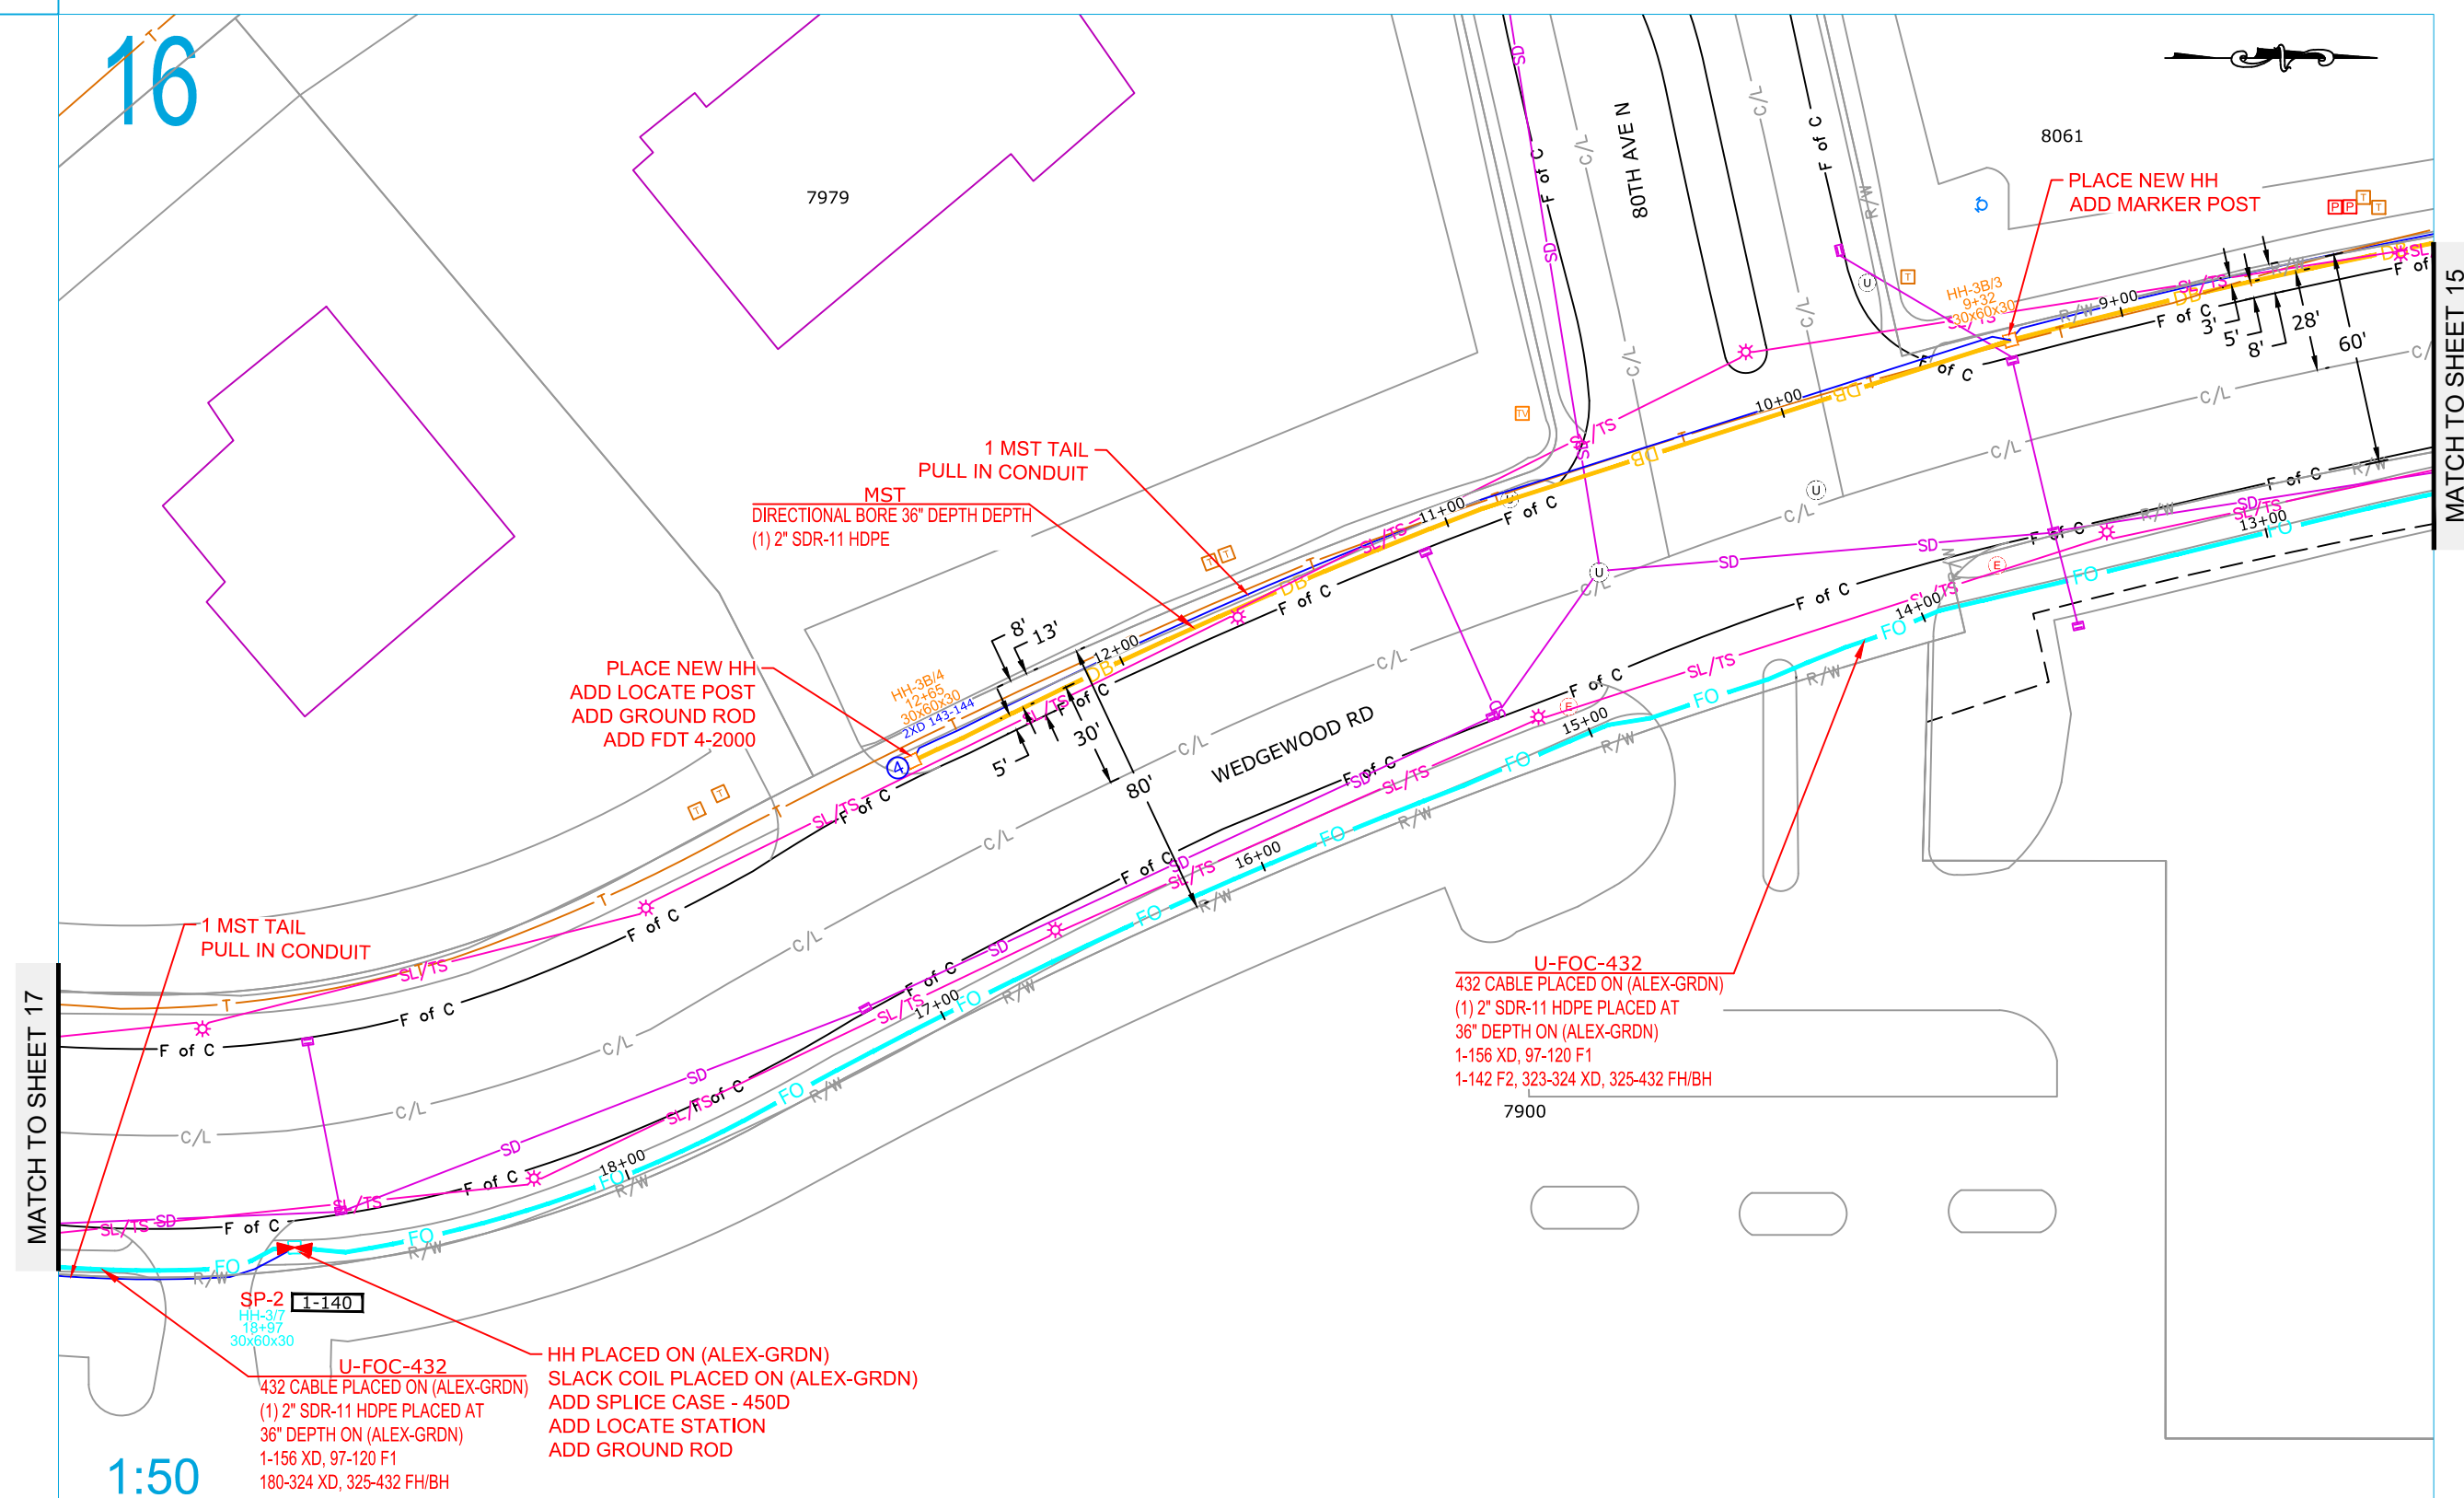 16
7979
80TH AVE N
8061
PLACE NEW HH
ADD MARKER POST
MATCH TO SHEET 15
HH-3B/3
9+32
30x60x30
9+00
3'
5'
8'
28'
60'
10+00
1 MST TAIL
PULL IN CONDUIT
MST
DIRECTIONAL BORE 36" DEPTH DEPTH
(1) 2" SDR-11 HDPE
11+00
12+00
13+00
14+00
15+00
16+00
17+00
18+00
8'
13'
5'
30'
80'
PLACE NEW HH
ADD LOCATE POST
ADD GROUND ROD
ADD FDT 4-2000
HH-3B/4
12+65
30x60x30
2XD 143-144
4
WEDGEWOOD RD
1 MST TAIL
PULL IN CONDUIT
MATCH TO SHEET 17
U-FOC-432
432 CABLE PLACED ON (ALEX-GRDN)
(1) 2" SDR-11 HDPE PLACED AT
36" DEPTH ON (ALEX-GRDN)
1-156 XD, 97-120 F1
1-142 F2, 323-324 XD, 325-432 FH/BH
7900
SP-2 1-140
HH-3/7
18+97
30x60x30
U-FOC-432
432 CABLE PLACED ON (ALEX-GRDN)
(1) 2" SDR-11 HDPE PLACED AT
36" DEPTH ON (ALEX-GRDN)
1-156 XD, 97-120 F1
180-324 XD, 325-432 FH/BH
HH PLACED ON (ALEX-GRDN)
SLACK COIL PLACED ON (ALEX-GRDN)
ADD SPLICE CASE - 450D
ADD LOCATE STATION
ADD GROUND ROD
1:50
F of C
C/L
R/W
SL/TS
SD
FO
DB
T
TV
P
U
E